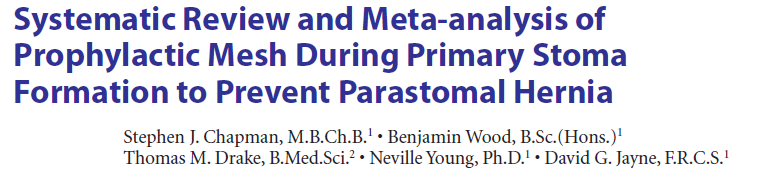 Systematic Review and Meta-analysis of
Prophylactic Mesh During Primary Stoma
Formation to Prevent Parastomal Hernia
Stephen J. Chapman, M.B.Ch.B.¹ • Benjamin Wood, B.Sc.(Hons.)¹
Thomas M. Drake, B.Med.Sci.² • Neville Young, Ph.D.¹ • David G. Jayne, F.R.C.S.¹